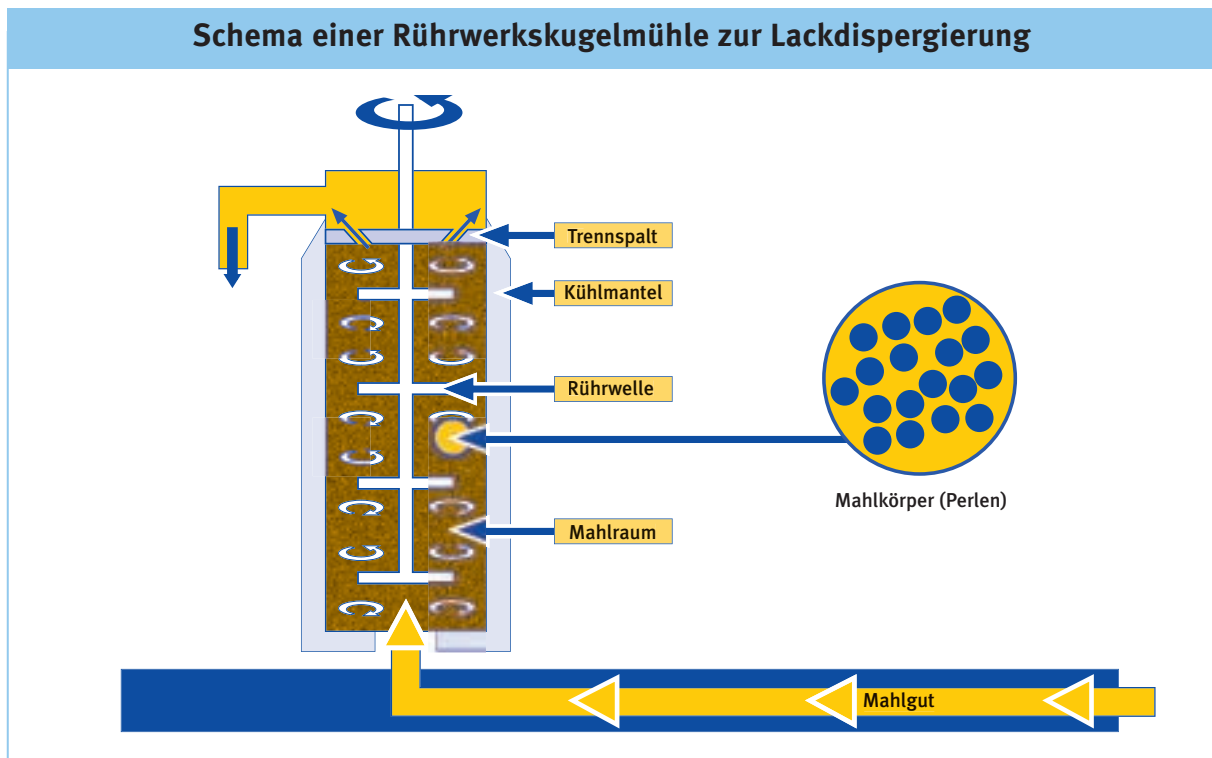 Schema einer Rührwerkskugelmühle zur Lackdispergierung
Trennspalt
Kühlmantel
Rührwelle
Mahlkörper (Perlen)
Mahlraum
Mahlgut